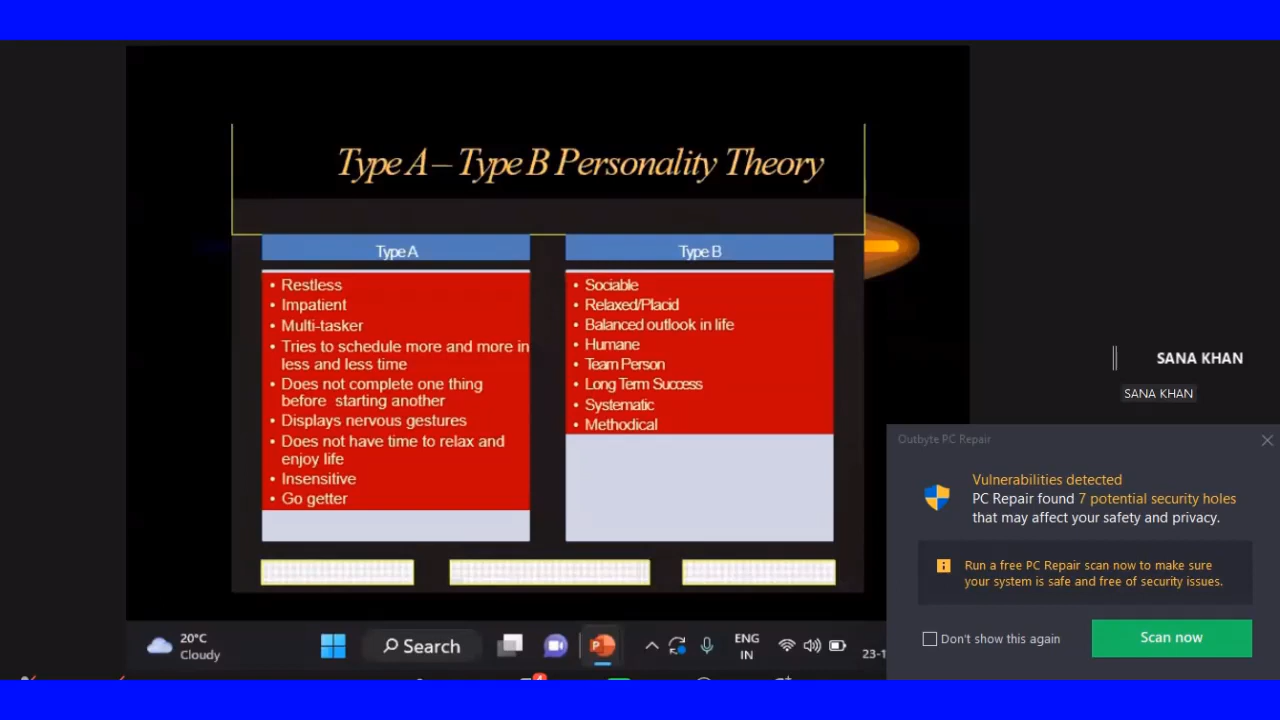 Type A – Type B Personality Theory
Type A
• Restless
• Impatient
• Multi-tasker
• Tries to schedule more and more in
less and less time
• Does not complete one thing
before starting another
• Displays nervous gestures
• Does not have time to relax and
enjoy life
• Insensitive
• Go getter
Type B
• Sociable
• Relaxed/Placid
• Balanced outlook in life
• Humane
• Team Person
• Long Term Success
• Systematic
• Methodical
SANA KHAN
SANA KHAN
Outbyte PC Repair
Vulnerabilities detected
PC Repair found 7 potential security holes
that may affect your safety and privacy.
Run a free PC Repair scan now to make sure
your system is safe and free of security issues.
Don't show this again
Scan now
20°C
Cloudy
Search
ENG
IN
23-1